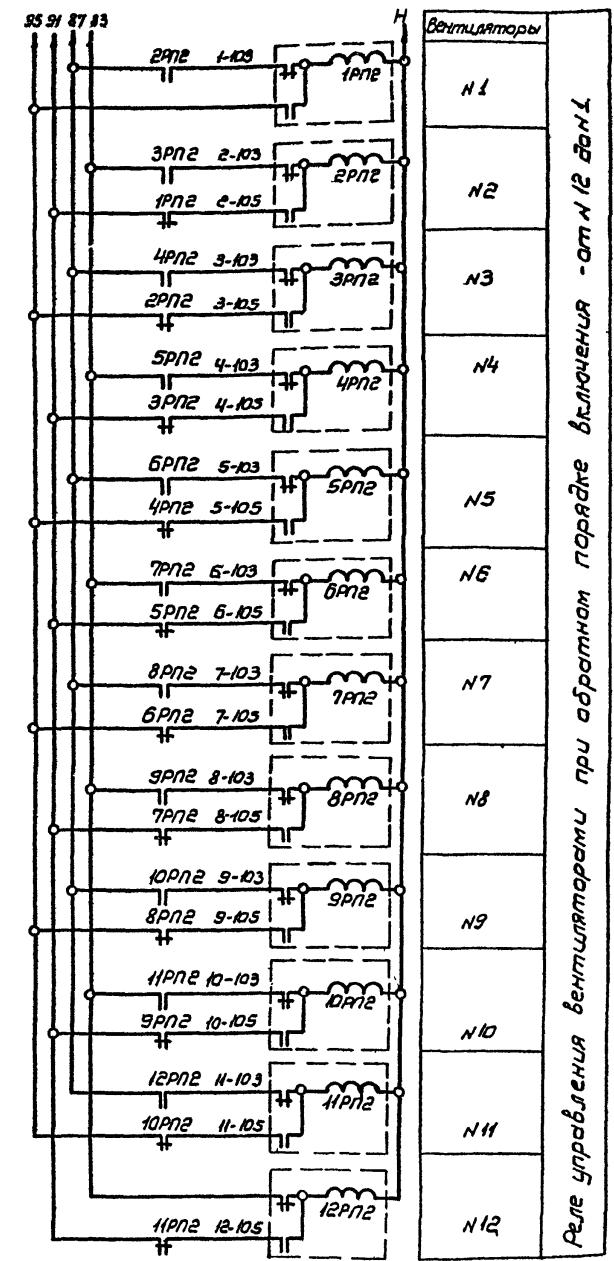 95 91 87 83 Н Вентиляторы
2РП2 1-103 1РП2 N1
3РП2 2-103 2РП2 N2
1РП2 2-105
4РП2 3-103 3РП2 N3
2РП2 3-105
5РП2 4-103 4РП2 N4
3РП2 4-105
6РП2 5-103 5РП2 N5
4РП2 5-105
7РП2 6-103 6РП2 N6
5РП2 6-105
8РП2 7-103 7РП2 N7
6РП2 7-105
9РП2 8-103 8РП2 N8
7РП2 8-105
10РП2 9-103 9РП2 N9
8РП2 9-105
11РП2 10-103 10РП2 N10
9РП2 10-105
12РП2 11-103 11РП2 N11
10РП2 11-105
12РП2 N12
11РП2 12-105
Реле управления вентиляторами при обратном порядке включения - от N 12 до N 1